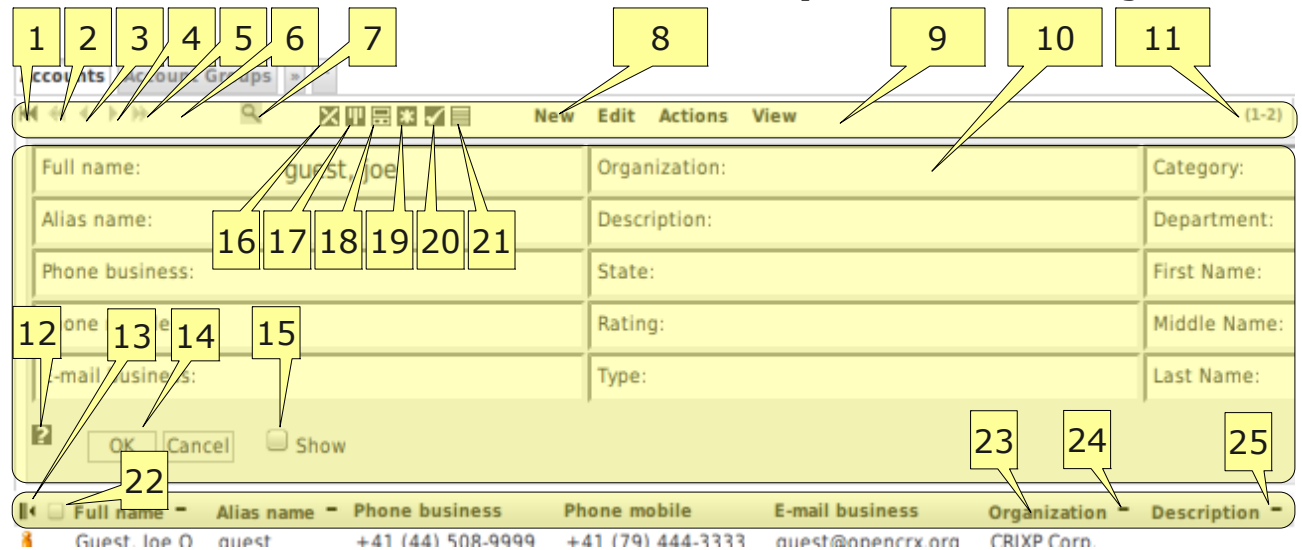 1 2 3 4 5 6 7 8 9 10 11
Accounts Account Groups »
New Edit Actions View (1-2)
Full name: guest, joe Organization: Category:
Alias name: Description: Department:
16 17 18 19 20 21
Phone business: State: First Name:
Rating: Middle Name:
12 13 14 15
E-mail business: Type: Last Name:
? OK Cancel Show
23 24 25
22
Full name Alias name Phone business Phone mobile E-mail business Organization Description
Guest, Joe O guest +41 (44) 508-9999 +41 (79) 444-3333 guest@opencrx.org CRIXP Corp.